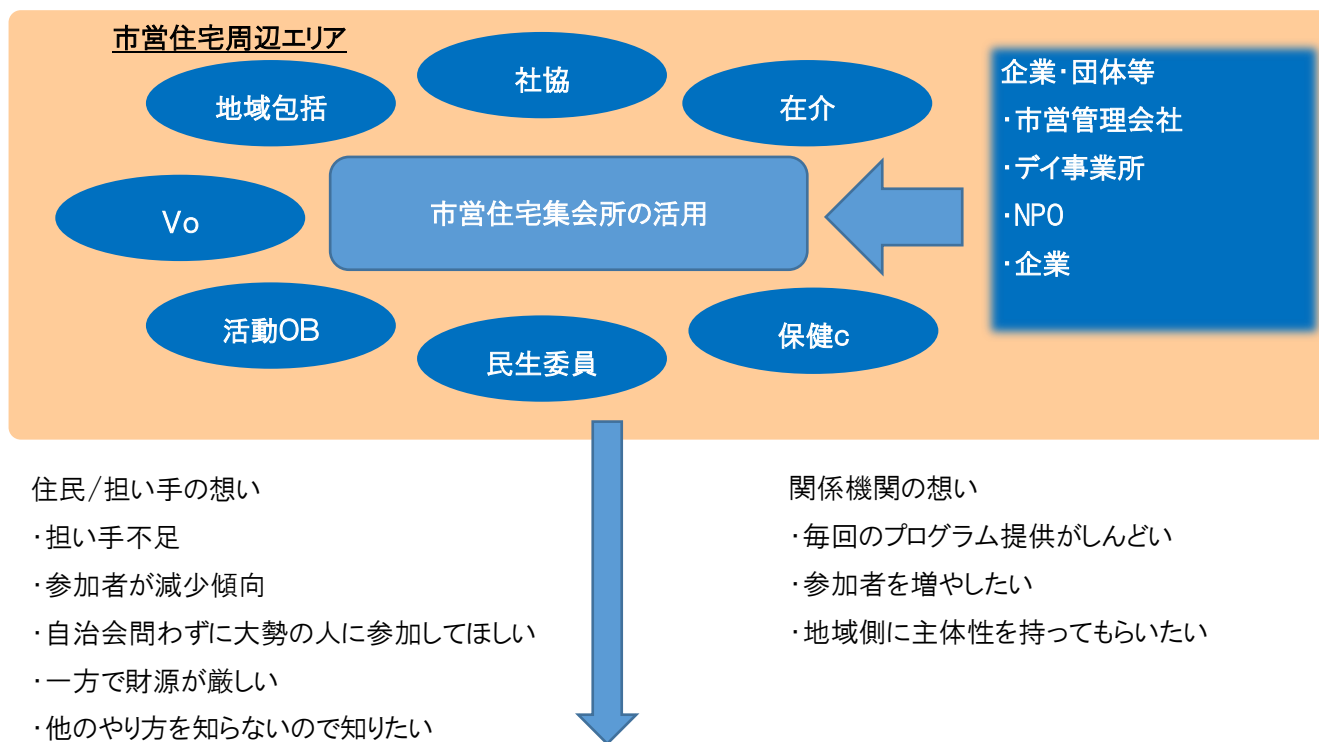 市営住宅周辺エリア
社協
地域包括
在介
Vo
市営住宅集会所の活用
活動OB
民生委員
保健c
企業・団体等
・市営管理会社
・デイ事業所
・NPO
・企業
住民/担い手の想い
・担い手不足
・参加者が減少傾向
・自治会問わずに大勢の人に参加してほしい
・一方で財源が厳しい
・他のやり方を知らないので知りたい
関係機関の想い
・毎回のプログラム提供がしんどい
・参加者を増やしたい
・地域側に主体性を持ってもらいたい